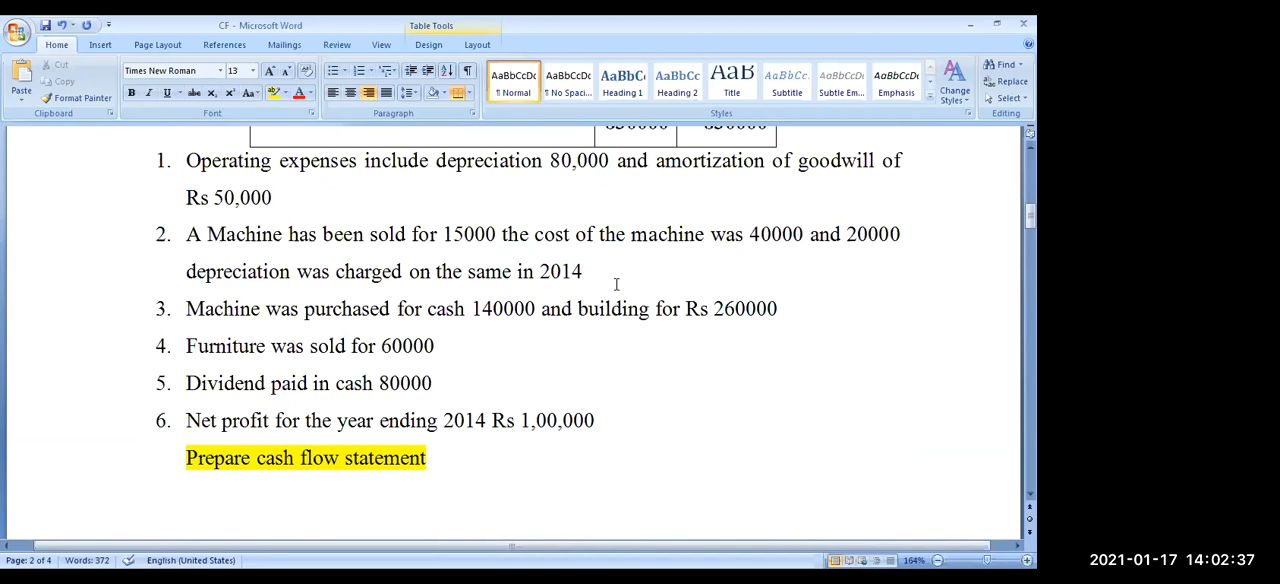 CF - Microsoft Word
Table Tools
Home Insert Page Layout References Mailings Review View Design Layout
Cut
Copy
Format Painter
Paste
Times New Roman 13
AaBbCcDc AaBbCcDc AaBbC AaBbCc AaB AaBbCc. AaBbCcDc AaBbCcDc
¶ Normal ¶ No Spaci... Heading 1 Heading 2 Title Subtitle Subtle Em... Emphasis
Change Styles
Find
Replace
Select
Clipboard Font Paragraph Styles Editing
1. Operating expenses include depreciation 80,000 and amortization of goodwill of
Rs 50,000
2. A Machine has been sold for 15000 the cost of the machine was 40000 and 20000
depreciation was charged on the same in 2014
3. Machine was purchased for cash 140000 and building for Rs 260000
4. Furniture was sold for 60000
5. Dividend paid in cash 80000
6. Net profit for the year ending 2014 Rs 1,00,000
Prepare cash flow statement
Page: 2 of 4 Words: 372 English (United States) 164%
2021-01-17 14:02:37